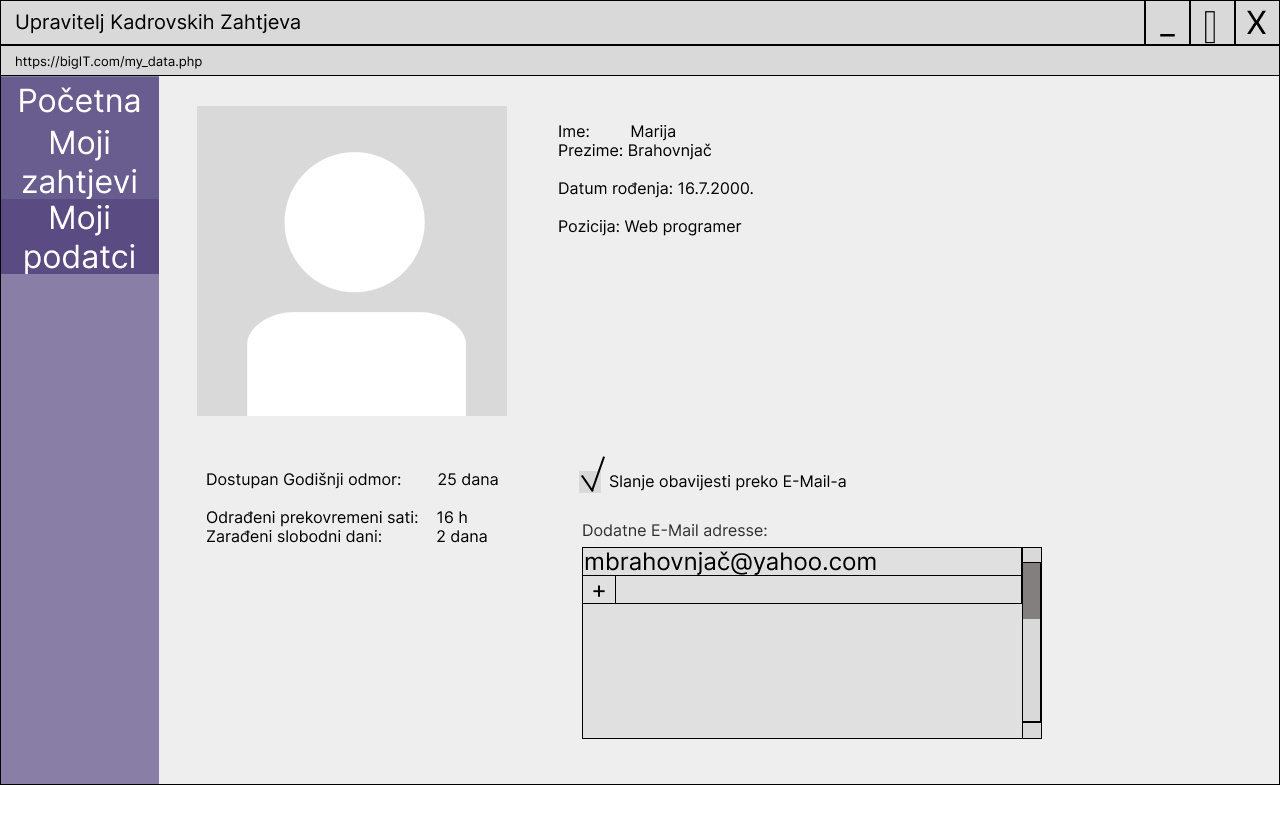 Upravitelj Kadrovskih Zahtjeva
_ X
https://bigIT.com/my_data.php
Početna
Moji
zahtjevi
Moji
podatci
Ime: Marija
Prezime: Brahovnjač
Datum rođenja: 16.7.2000.
Pozicija: Web programer
Dostupan Godišnji odmor: 25 dana
Odrađeni prekovremeni sati: 16 h
Zarađeni slobodni dani: 2 dana
Slanje obavijesti preko E-Mail-a
Dodatne E-Mail adresse:
mbrahovnjač@yahoo.com
+